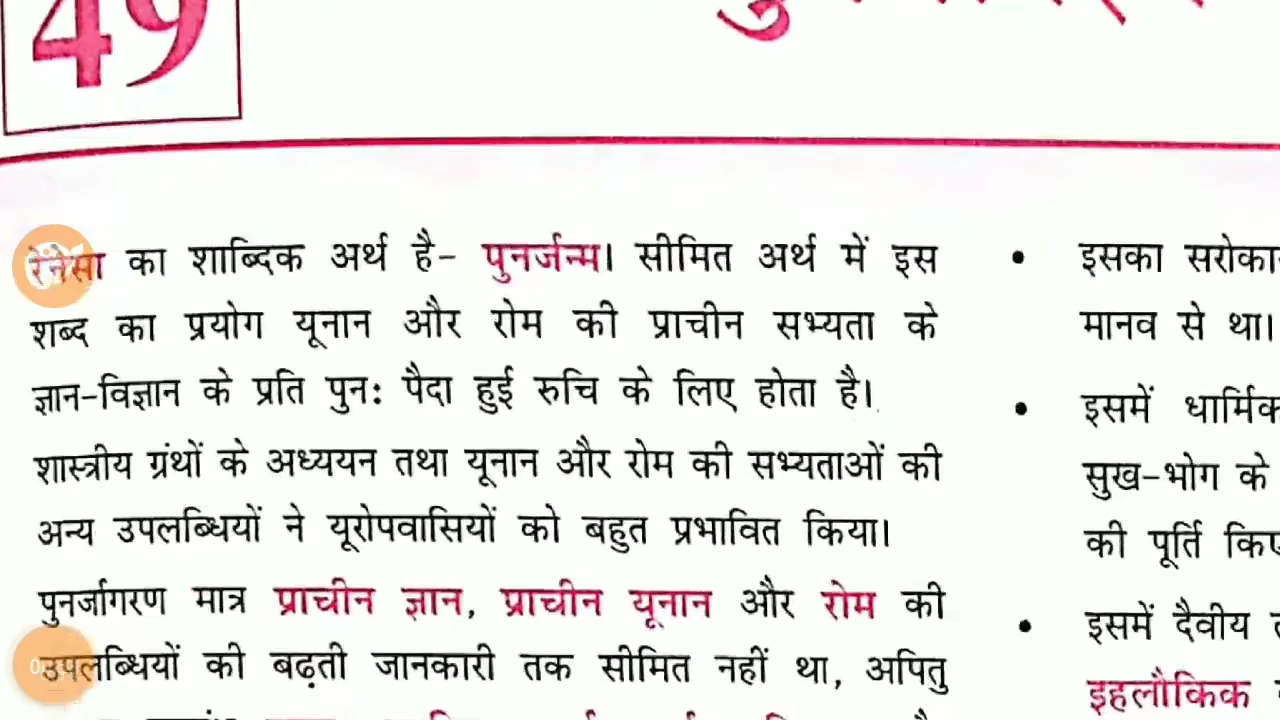 49
रेनेसा का शाब्दिक अर्थ है- पुनर्जन्म। सीमित अर्थ में इस
शब्द का प्रयोग यूनान और रोम की प्राचीन सभ्यता के
ज्ञान-विज्ञान के प्रति पुनः पैदा हुई रुचि के लिए होता है।
शास्त्रीय ग्रंथों के अध्ययन तथा यूनान और रोम की सभ्यताओं की
अन्य उपलब्धियों ने यूरोपवासियों को बहुत प्रभावित किया।
पुनर्जागरण मात्र प्राचीन ज्ञान, प्राचीन यूनान और रोम की
उपलब्धियों की बढ़ती जानकारी तक सीमित नहीं था, अपितु
• इसका
मानव से था।
• इसमें
सुख-भोग के
की पूर्ति
• इसमें दैवीय
इहलौकिक